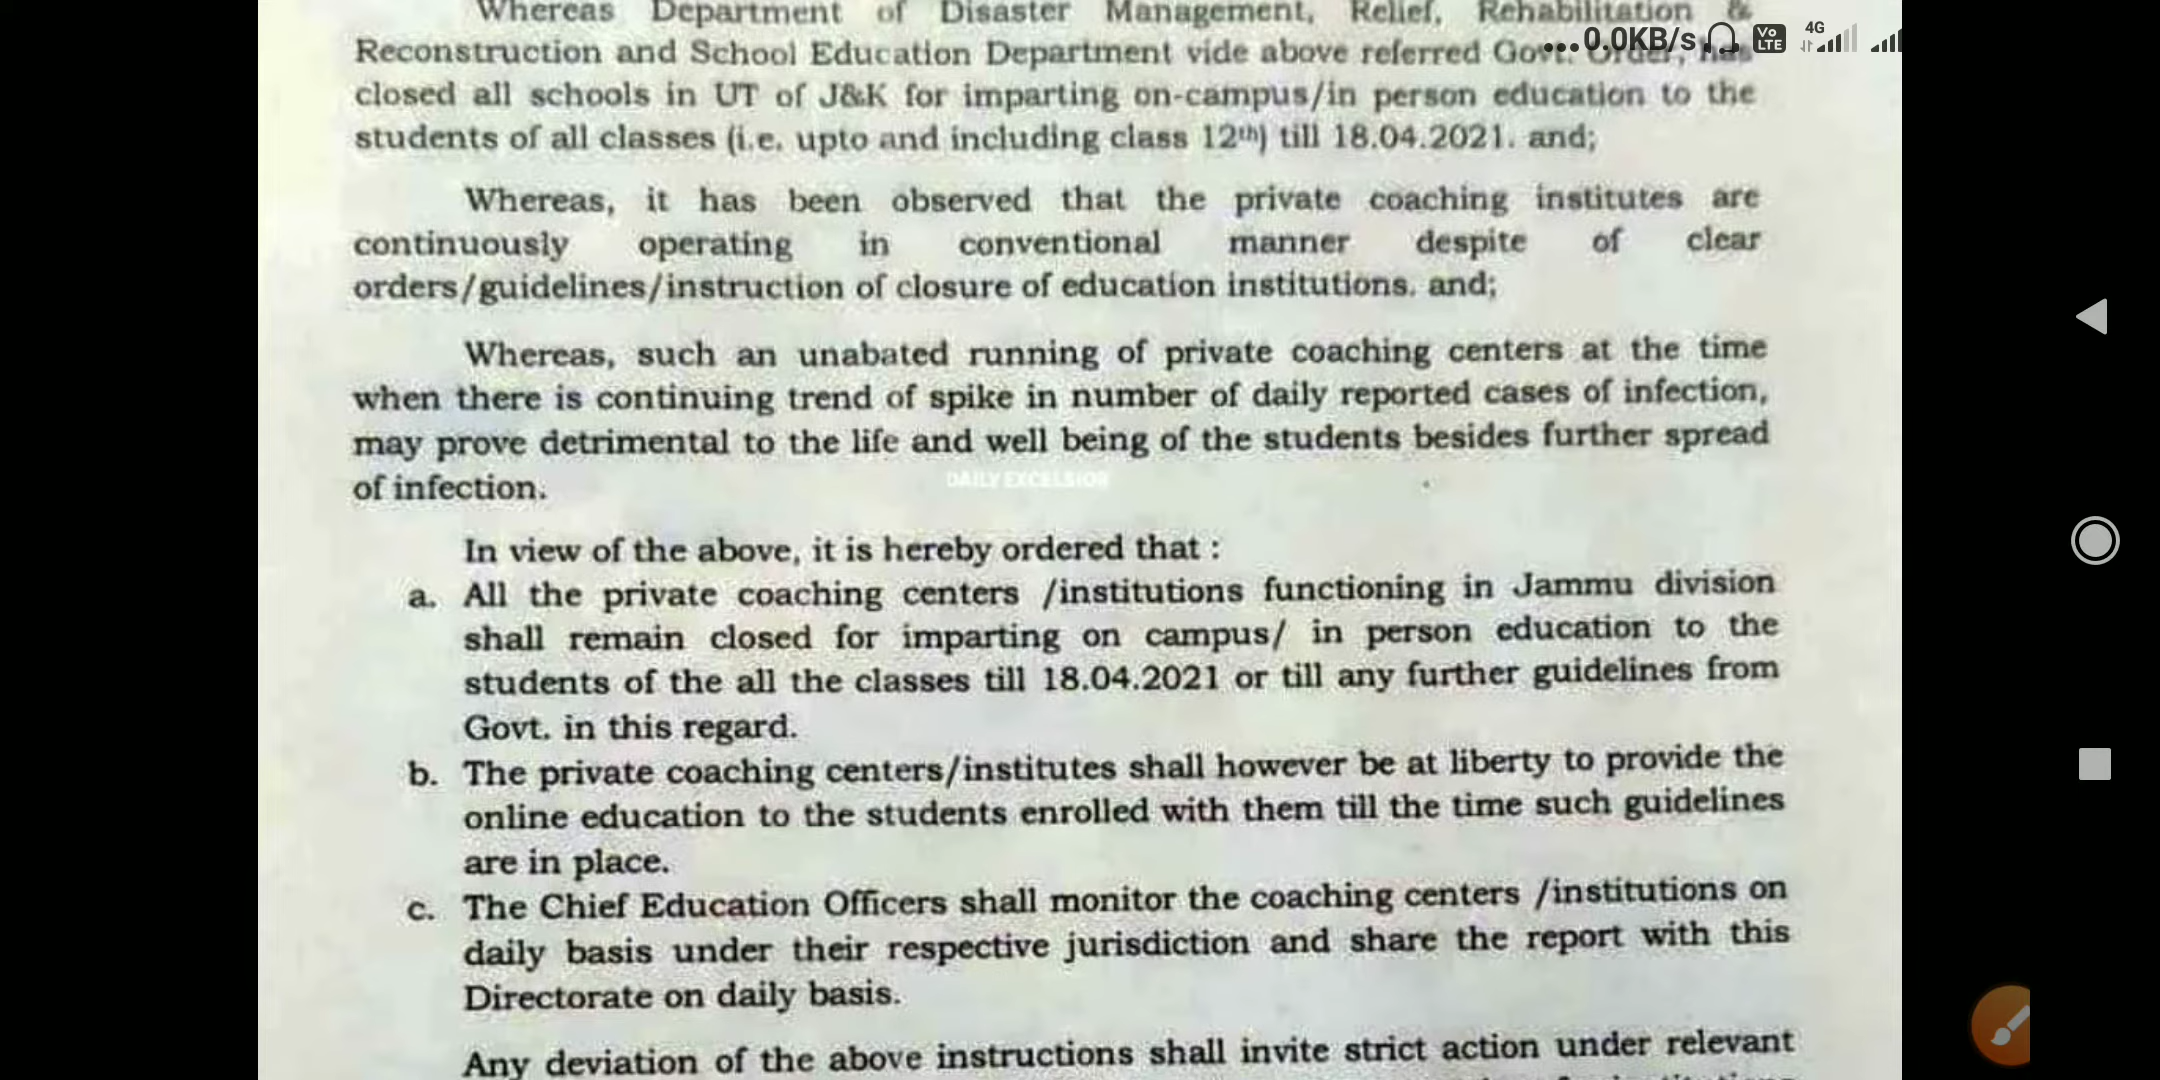 Whereas Department of Disaster Management, Relief, Rehabilitation &
...0.0KB/s Vo LTE 4G
Reconstruction and School Education Department vide above referred Govt. Order, has
closed all schools in UT of J&K for imparting on-campus/in person education to the
students of all classes (i.e. upto and including class 12th) till 18.04.2021. and;
Whereas, it has been observed that the private coaching institutes are
continuously operating in conventional manner despite of clear
orders/guidelines/instruction of closure of education institutions. and;
Whereas, such an unabated running of private coaching centers at the time
when there is continuing trend of spike in number of daily reported cases of infection,
may prove detrimental to the life and well being of the students besides further spread
of infection.
DAILY EXCELSIOR
In view of the above, it is hereby ordered that :
a. All the private coaching centers /institutions functioning in Jammu division
shall remain closed for imparting on campus/ in person education to the
students of the all the classes till 18.04.2021 or till any further guidelines from
Govt. in this regard.
b. The private coaching centers/institutes shall however be at liberty to provide the
online education to the students enrolled with them till the time such guidelines
are in place.
c. The Chief Education Officers shall monitor the coaching centers /institutions on
daily basis under their respective jurisdiction and share the report with this
Directorate on daily basis.
Any deviation of the above instructions shall invite strict action under relevant